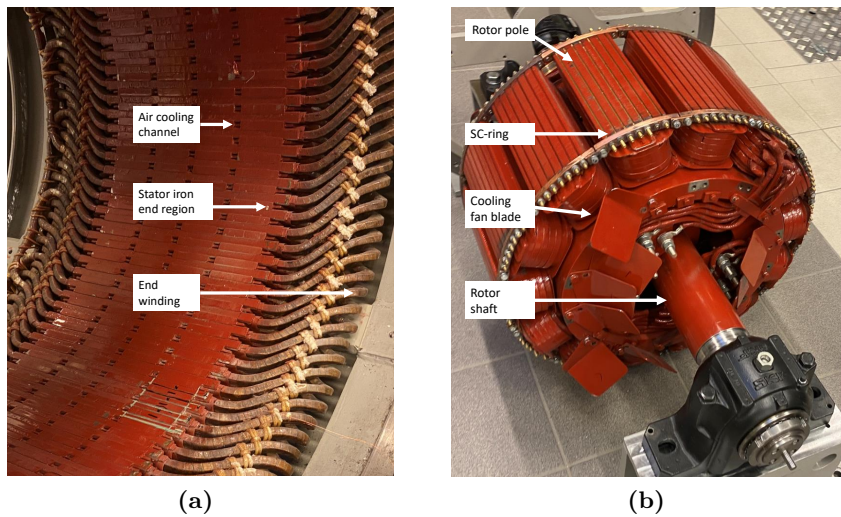 Air cooling
channel
Stator iron
end region
End
winding
(a)
Rotor pole
SC-ring
Cooling
fan blade
Rotor
shaft
(b)